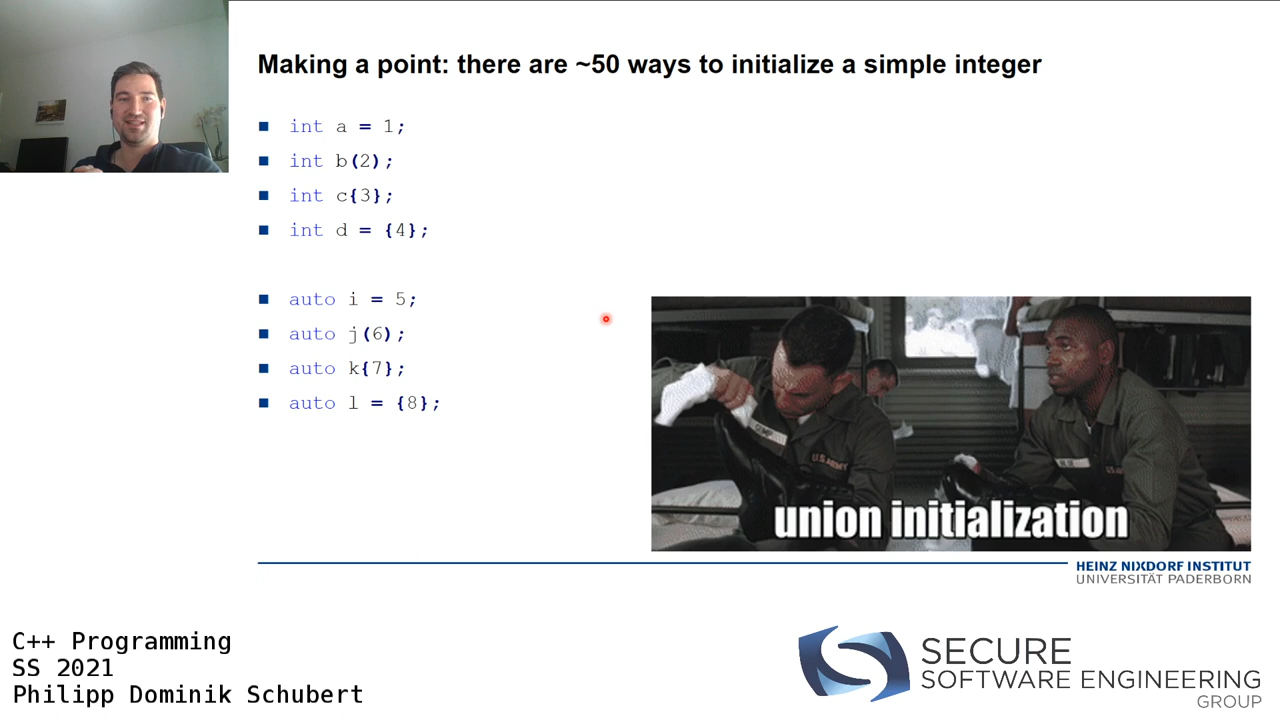 Making a point: there are ~50 ways to initialize a simple integer
int a = 1;
int b(2);
int c{3};
int d = {4};
auto i = 5;
auto j(6);
auto k{7};
auto l = {8};
union initialization
HEINZ NIXDORF INSTITUT
UNIVERSITÄT PADERBORN
C++ Programming
SS 2021
Philipp Dominik Schubert
SECURE
SOFTWARE ENGINEERING
GROUP